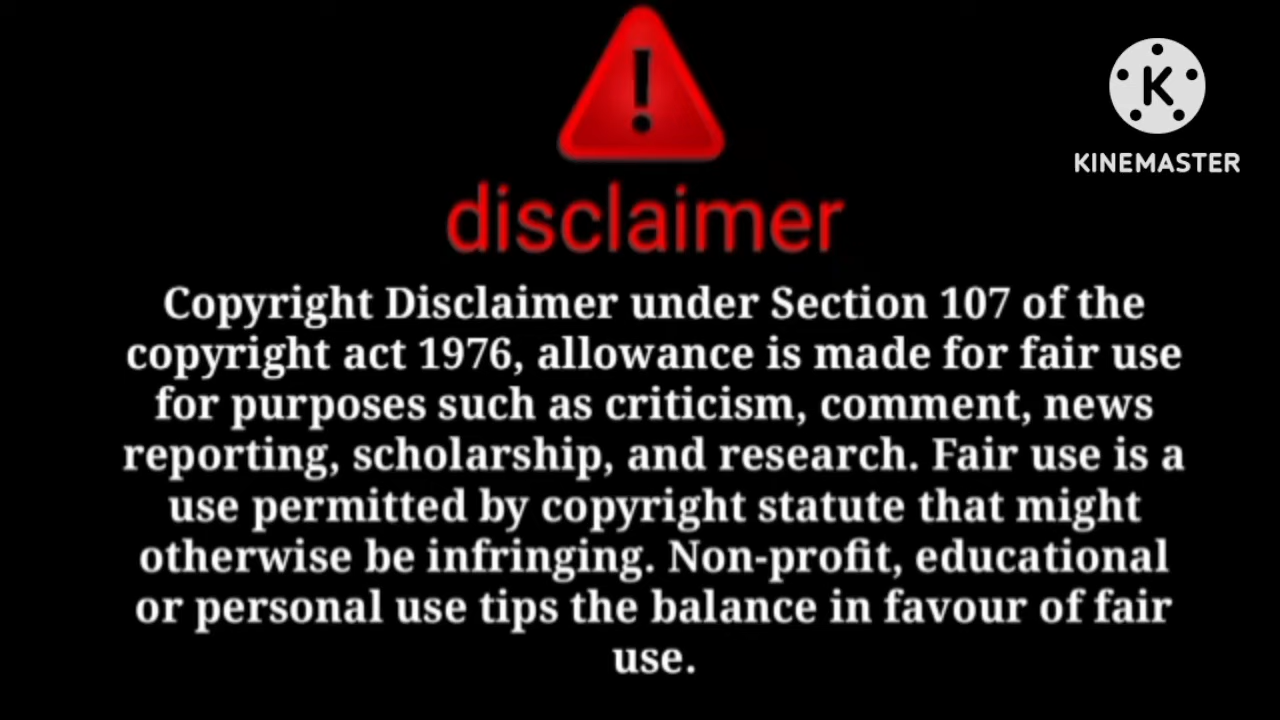 !
K
KINEMASTER
disclaimer
Copyright Disclaimer under Section 107 of the
copyright act 1976, allowance is made for fair use
for purposes such as criticism, comment, news
reporting, scholarship, and research. Fair use is a
use permitted by copyright statute that might
otherwise be infringing. Non-profit, educational
or personal use tips the balance in favour of fair
use.